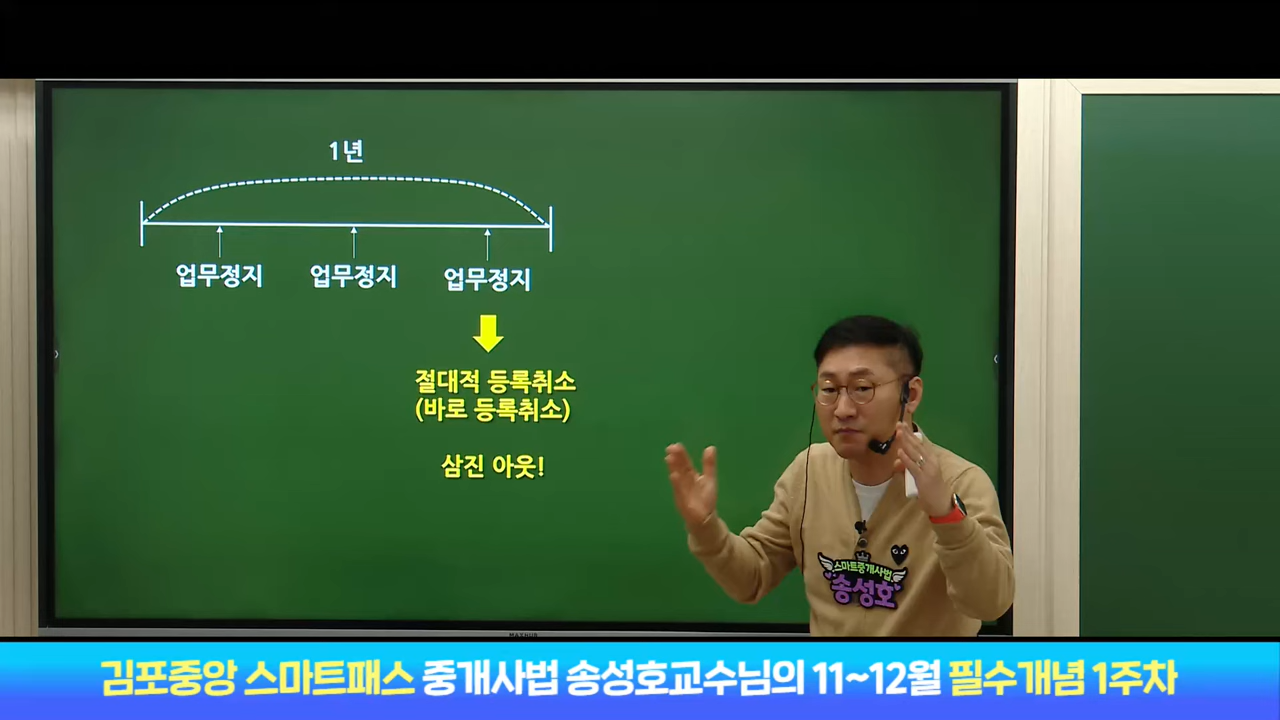 1년
업무정지 업무정지 업무정지
절대적 등록취소
(바로 등록취소)
삼진 아웃!
스마트중개사법
송성호
김포중앙 스마트패스 중개사법 송성호교수님의 11~12월 필수개념 1주차